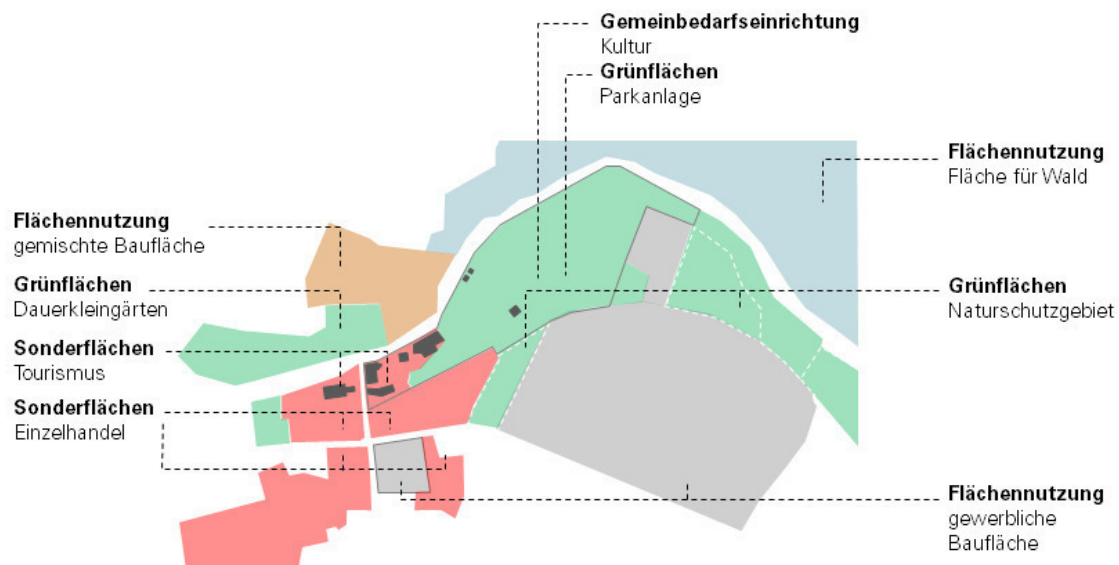 Gemeinbedarfseinrichtung
Kultur
Grünflächen
Parkanlage
Flächennutzung
Fläche für Wald
Flächennutzung
gemischte Baufläche
Grünflächen
Dauerkleingärten
Grünflächen
Naturschutzgebiet
Sonderflächen
Tourismus
Sonderflächen
Einzelhandel
Flächennutzung
gewerbliche
Baufläche